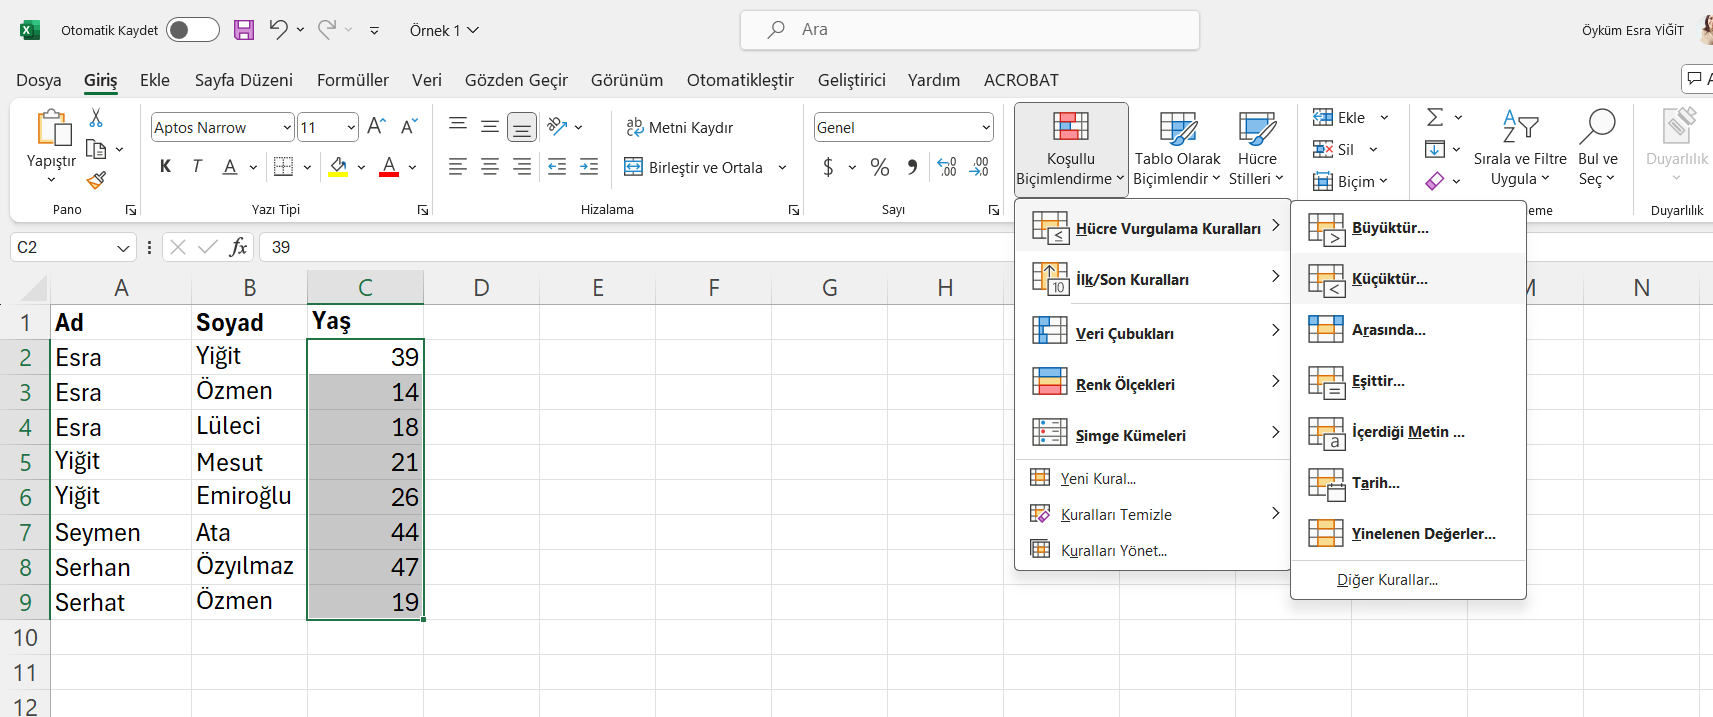 Otomatik Kaydet
Örnek 1
Ara
Öyküm Esra YİĞİT
Dosya Giriş Ekle Sayfa Düzeni Formüller Veri Gözden Geçir Görünüm Otomatikleştir Geliştirici Yardım ACROBAT
Yapıştır
Pano
Aptos Narrow 11
K T A
Yazı Tipi
Metni Kaydır
Birleştir ve Ortala
Hizalama
Genel
$ %
Sayı
Koşullu
Biçimlendirme
Tablo Olarak
Biçimlendir
Hücre
Stilleri
Ekle
Sil
Biçim
Sırala ve Filtre
Uygula
Bul ve
Seç
eme
Duyarlılık
Duyarlılık
C2 fx 39
A B C D E F G H M N
1 Ad Soyad Yaş
2 Esra Yiğit 39
3 Esra Özmen 14
4 Esra Lüleci 18
5 Yiğit Mesut 21
6 Yiğit Emiroğlu 26
7 Seymen Ata 44
8 Serhan Özyılmaz 47
9 Serhat Özmen 19
10
11
12
Hücre Vurgulama Kuralları
İlk/Son Kuralları
Veri Çubukları
Renk Ölçekleri
Simge Kümeleri
Yeni Kural...
Kuralları Temizle
Kuralları Yönet...
Büyüktür...
Küçüktür...
Arasında...
Eşittir...
İçerdiği Metin ...
Tarih...
Yinelenen Değerler...
Diğer Kurallar...